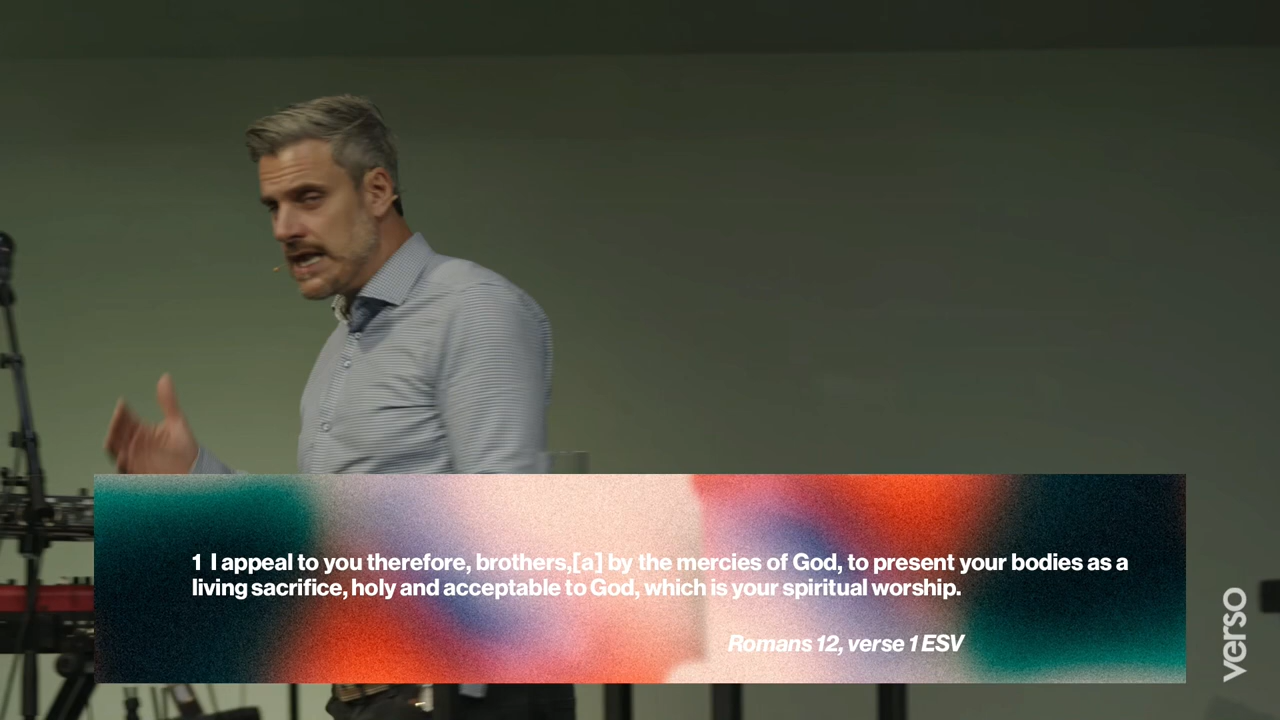 1 I appeal to you therefore, brothers,[a] by the mercies of God, to present your bodies as a
living sacrifice, holy and acceptable to God, which is your spiritual worship.
Romans 12, verse 1 ESV
verso